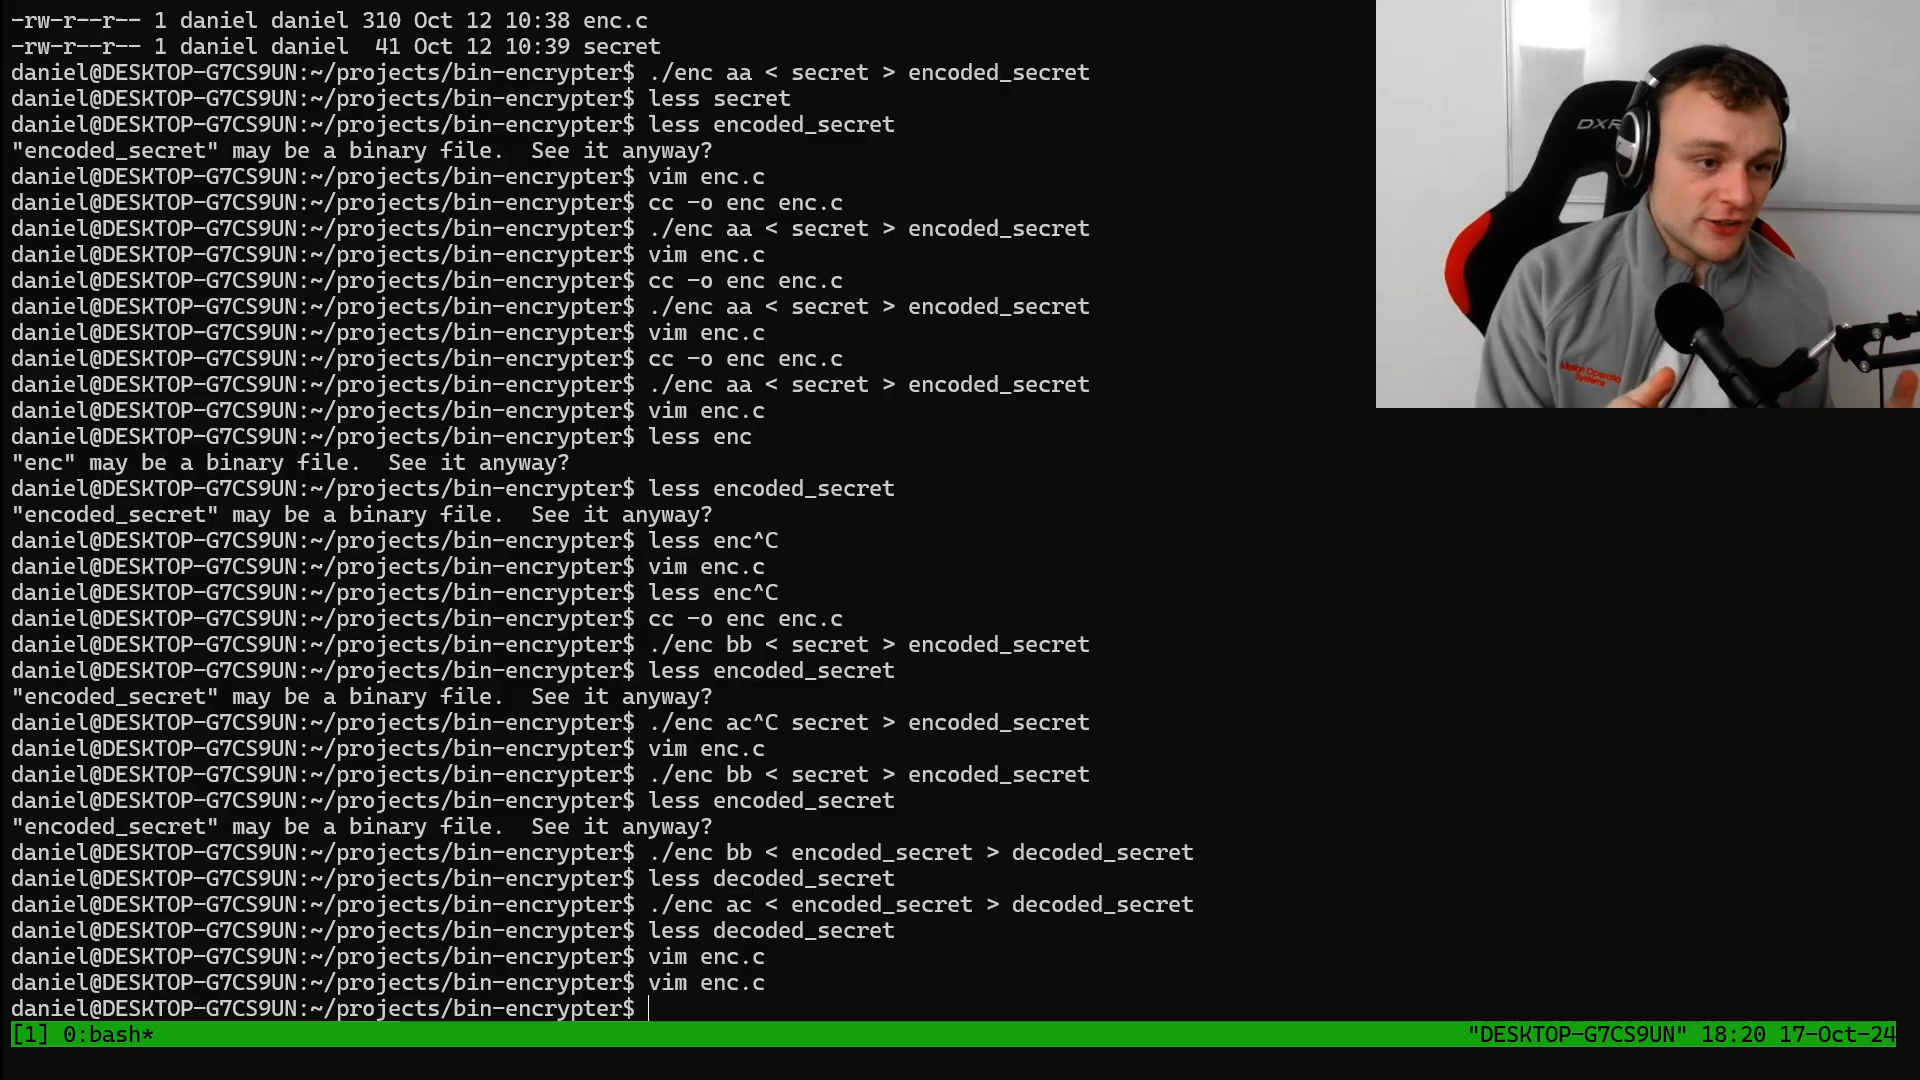 -rw-r--r-- 1 daniel daniel 310 Oct 12 10:38 enc.c
-rw-r--r-- 1 daniel daniel  41 Oct 12 10:39 secret
daniel@DESKTOP-G7CS9UN:~/projects/bin-encrypter$ ./enc aa < secret > encoded_secret
daniel@DESKTOP-G7CS9UN:~/projects/bin-encrypter$ less secret
daniel@DESKTOP-G7CS9UN:~/projects/bin-encrypter$ less encoded_secret
"encoded_secret" may be a binary file.  See it anyway?
daniel@DESKTOP-G7CS9UN:~/projects/bin-encrypter$ vim enc.c
daniel@DESKTOP-G7CS9UN:~/projects/bin-encrypter$ cc -o enc enc.c
daniel@DESKTOP-G7CS9UN:~/projects/bin-encrypter$ ./enc aa < secret > encoded_secret
daniel@DESKTOP-G7CS9UN:~/projects/bin-encrypter$ vim enc.c
daniel@DESKTOP-G7CS9UN:~/projects/bin-encrypter$ cc -o enc enc.c
daniel@DESKTOP-G7CS9UN:~/projects/bin-encrypter$ ./enc aa < secret > encoded_secret
daniel@DESKTOP-G7CS9UN:~/projects/bin-encrypter$ vim enc.c
daniel@DESKTOP-G7CS9UN:~/projects/bin-encrypter$ cc -o enc enc.c
daniel@DESKTOP-G7CS9UN:~/projects/bin-encrypter$ ./enc aa < secret > encoded_secret
daniel@DESKTOP-G7CS9UN:~/projects/bin-encrypter$ vim enc.c
daniel@DESKTOP-G7CS9UN:~/projects/bin-encrypter$ less enc
"enc" may be a binary file.  See it anyway?
daniel@DESKTOP-G7CS9UN:~/projects/bin-encrypter$ less encoded_secret
"encoded_secret" may be a binary file.  See it anyway?
daniel@DESKTOP-G7CS9UN:~/projects/bin-encrypter$ less enc^C
daniel@DESKTOP-G7CS9UN:~/projects/bin-encrypter$ vim enc.c
daniel@DESKTOP-G7CS9UN:~/projects/bin-encrypter$ less enc^C
daniel@DESKTOP-G7CS9UN:~/projects/bin-encrypter$ cc -o enc enc.c
daniel@DESKTOP-G7CS9UN:~/projects/bin-encrypter$ ./enc bb < secret > encoded_secret
daniel@DESKTOP-G7CS9UN:~/projects/bin-encrypter$ less encoded_secret
"encoded_secret" may be a binary file.  See it anyway?
daniel@DESKTOP-G7CS9UN:~/projects/bin-encrypter$ ./enc ac^C secret > encoded_secret
daniel@DESKTOP-G7CS9UN:~/projects/bin-encrypter$ vim enc.c
daniel@DESKTOP-G7CS9UN:~/projects/bin-encrypter$ ./enc bb < secret > encoded_secret
daniel@DESKTOP-G7CS9UN:~/projects/bin-encrypter$ less encoded_secret
"encoded_secret" may be a binary file.  See it anyway?
daniel@DESKTOP-G7CS9UN:~/projects/bin-encrypter$ ./enc bb < encoded_secret > decoded_secret
daniel@DESKTOP-G7CS9UN:~/projects/bin-encrypter$ less decoded_secret
daniel@DESKTOP-G7CS9UN:~/projects/bin-encrypter$ ./enc ac < encoded_secret > decoded_secret
daniel@DESKTOP-G7CS9UN:~/projects/bin-encrypter$ less decoded_secret
daniel@DESKTOP-G7CS9UN:~/projects/bin-encrypter$ vim enc.c
daniel@DESKTOP-G7CS9UN:~/projects/bin-encrypter$ vim enc.c
daniel@DESKTOP-G7CS9UN:~/projects/bin-encrypter$
[1] 0:bash* "DESKTOP-G7CS9UN" 18:20 17-Oct-24
DXR
Systems